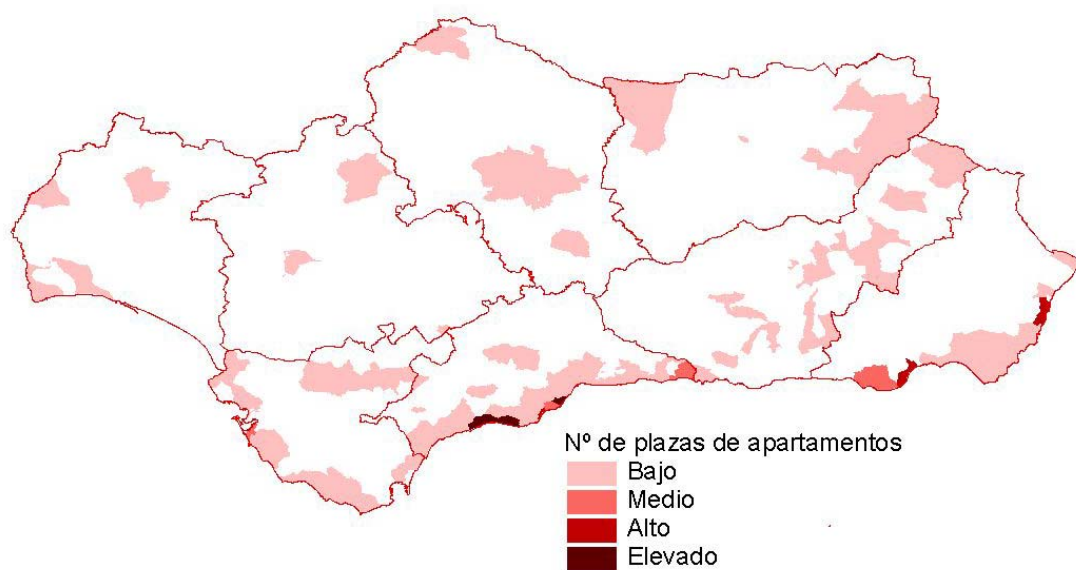 Nº de plazas de apartamentos
Bajo
Medio
Alto
Elevado